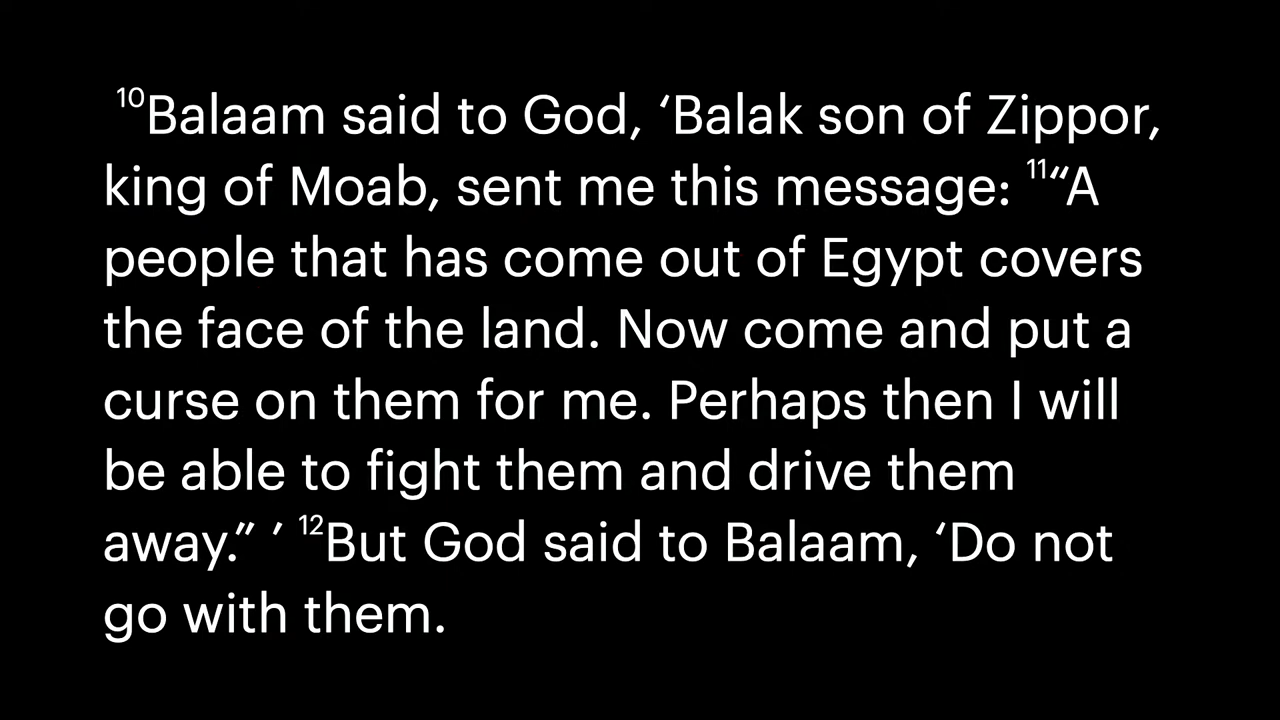 ¹⁰Balaam said to God, ‘Balak son of Zippor,
king of Moab, sent me this message: ¹¹“A
people that has come out of Egypt covers
the face of the land. Now come and put a
curse on them for me. Perhaps then I will
be able to fight them and drive them
away.” ’ ¹²But God said to Balaam, ‘Do not
go with them.